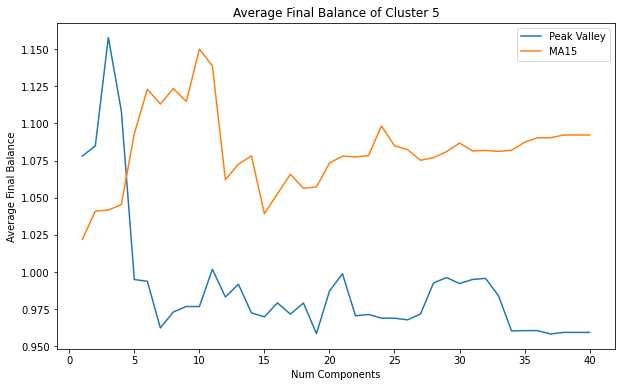 Average Final Balance of Cluster 5
Peak Valley
MA15
Average Final Balance
1.150
1.125
1.100
1.075
1.050
1.025
1.000
0.975
0.950
0 5 10 15 20 25 30 35 40
Num Components